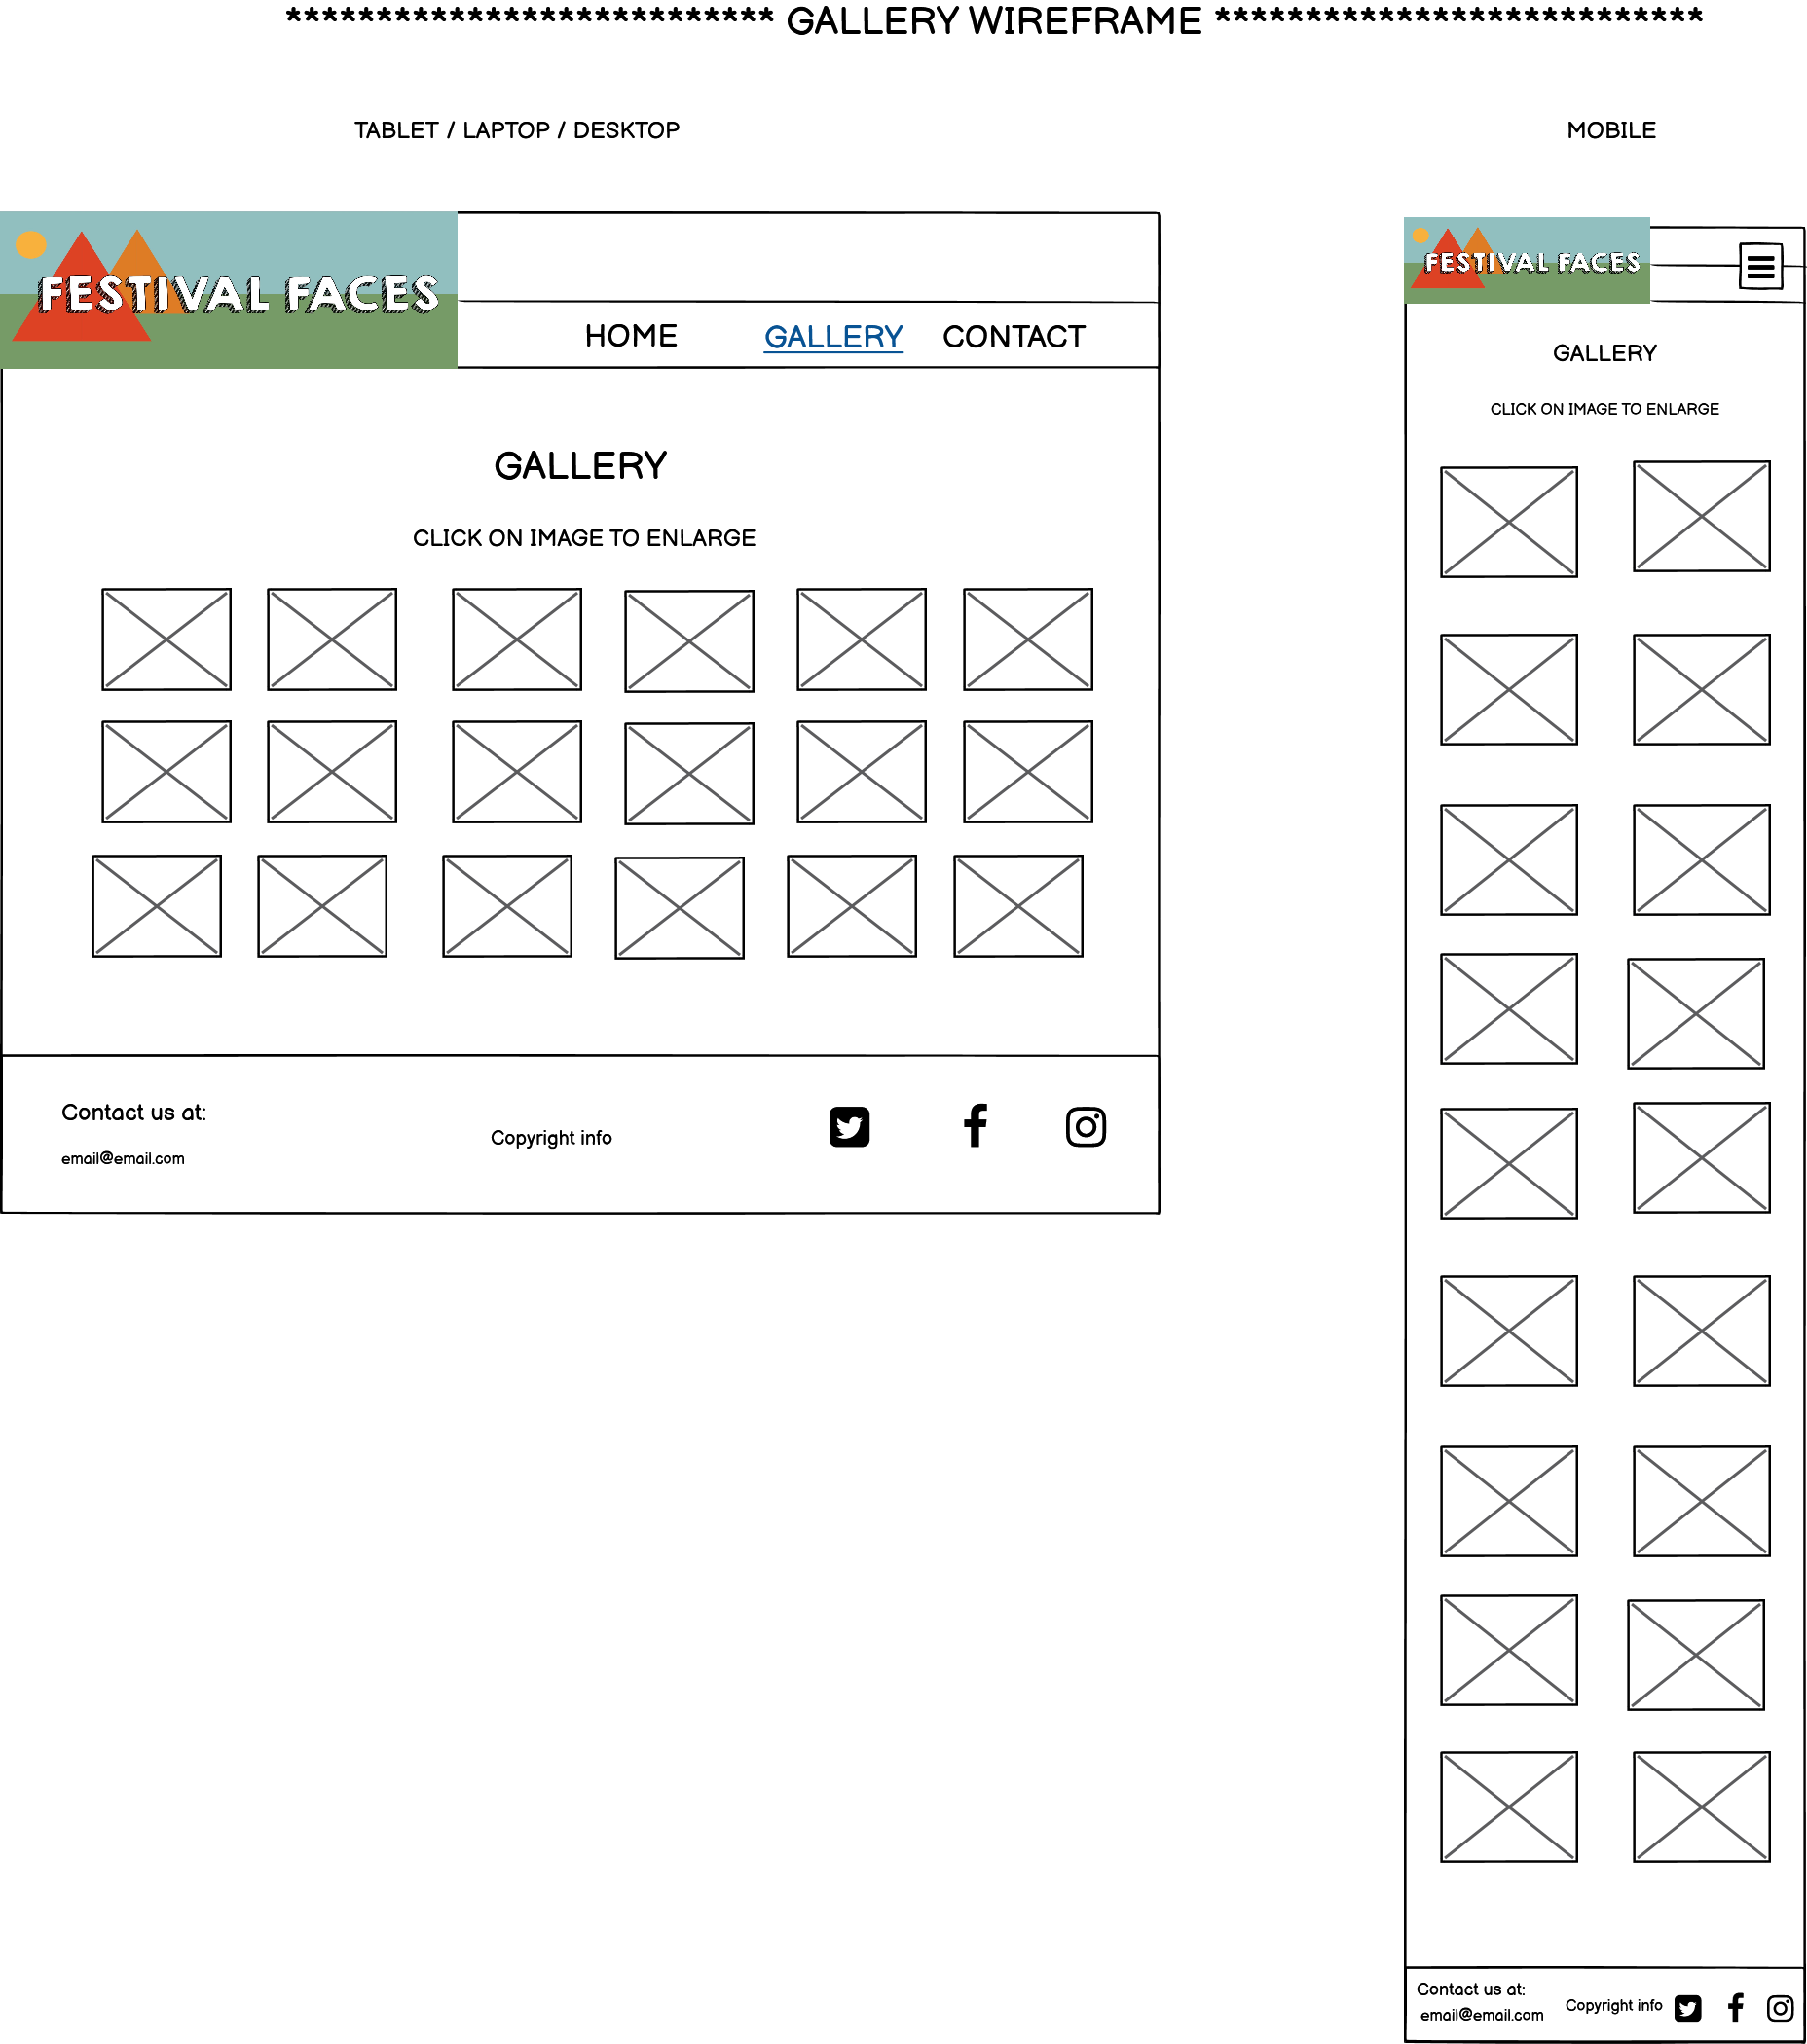 *************************** GALLERY WIREFRAME ***************************
TABLET / LAPTOP / DESKTOP
FESTIVAL FACES
HOME GALLERY CONTACT
GALLERY
CLICK ON IMAGE TO ENLARGE
Contact us at:
email@email.com
Copyright info
MOBILE
FESTIVAL FACES
GALLERY
CLICK ON IMAGE TO ENLARGE
Contact us at:
email@email.com
Copyright info